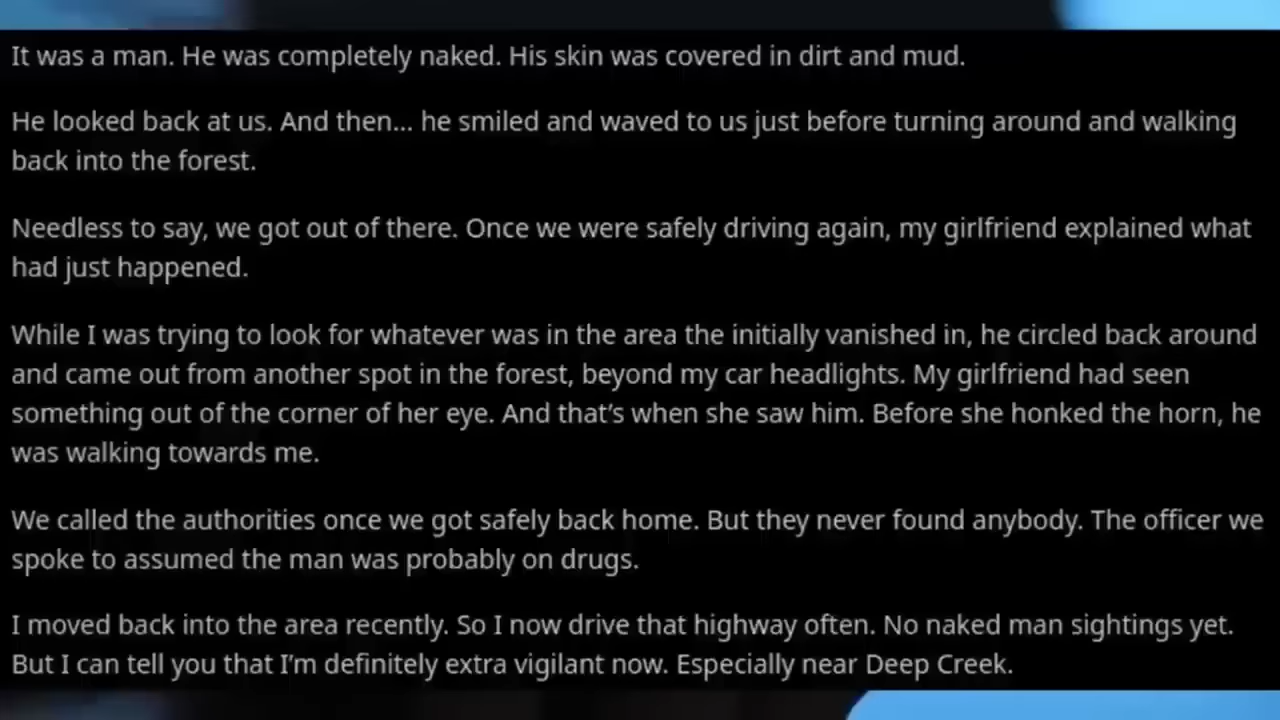 It was a man. He was completely naked. His skin was covered in dirt and mud.
He looked back at us. And then... he smiled and waved to us just before turning around and walking
back into the forest.
Needless to say, we got out of there. Once we were safely driving again, my girlfriend explained what
had just happened.
While I was trying to look for whatever was in the area the initially vanished in, he circled back around
and came out from another spot in the forest, beyond my car headlights. My girlfriend had seen
something out of the corner of her eye. And that’s when she saw him. Before she honked the horn, he
was walking towards me.
We called the authorities once we got safely back home. But they never found anybody. The officer we
spoke to assumed the man was probably on drugs.
I moved back into the area recently. So I now drive that highway often. No naked man sightings yet.
But I can tell you that I’m definitely extra vigilant now. Especially near Deep Creek.